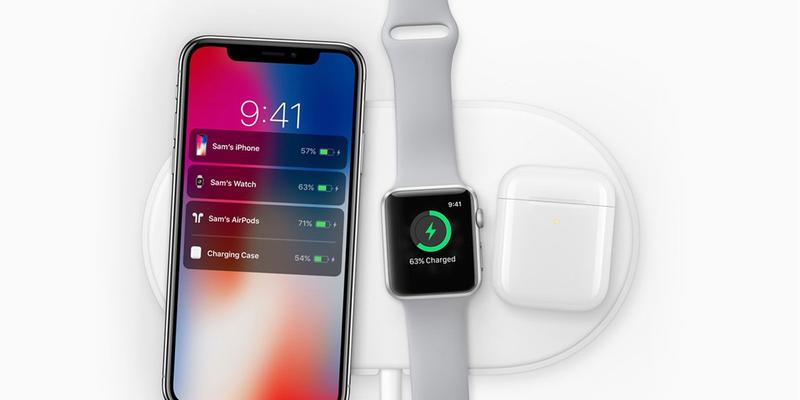 9:41
Sam's iPhone 57%
Sam's Watch 63%
Sam's AirPods 71%
Charging Case 54%
9:41
63% Charged